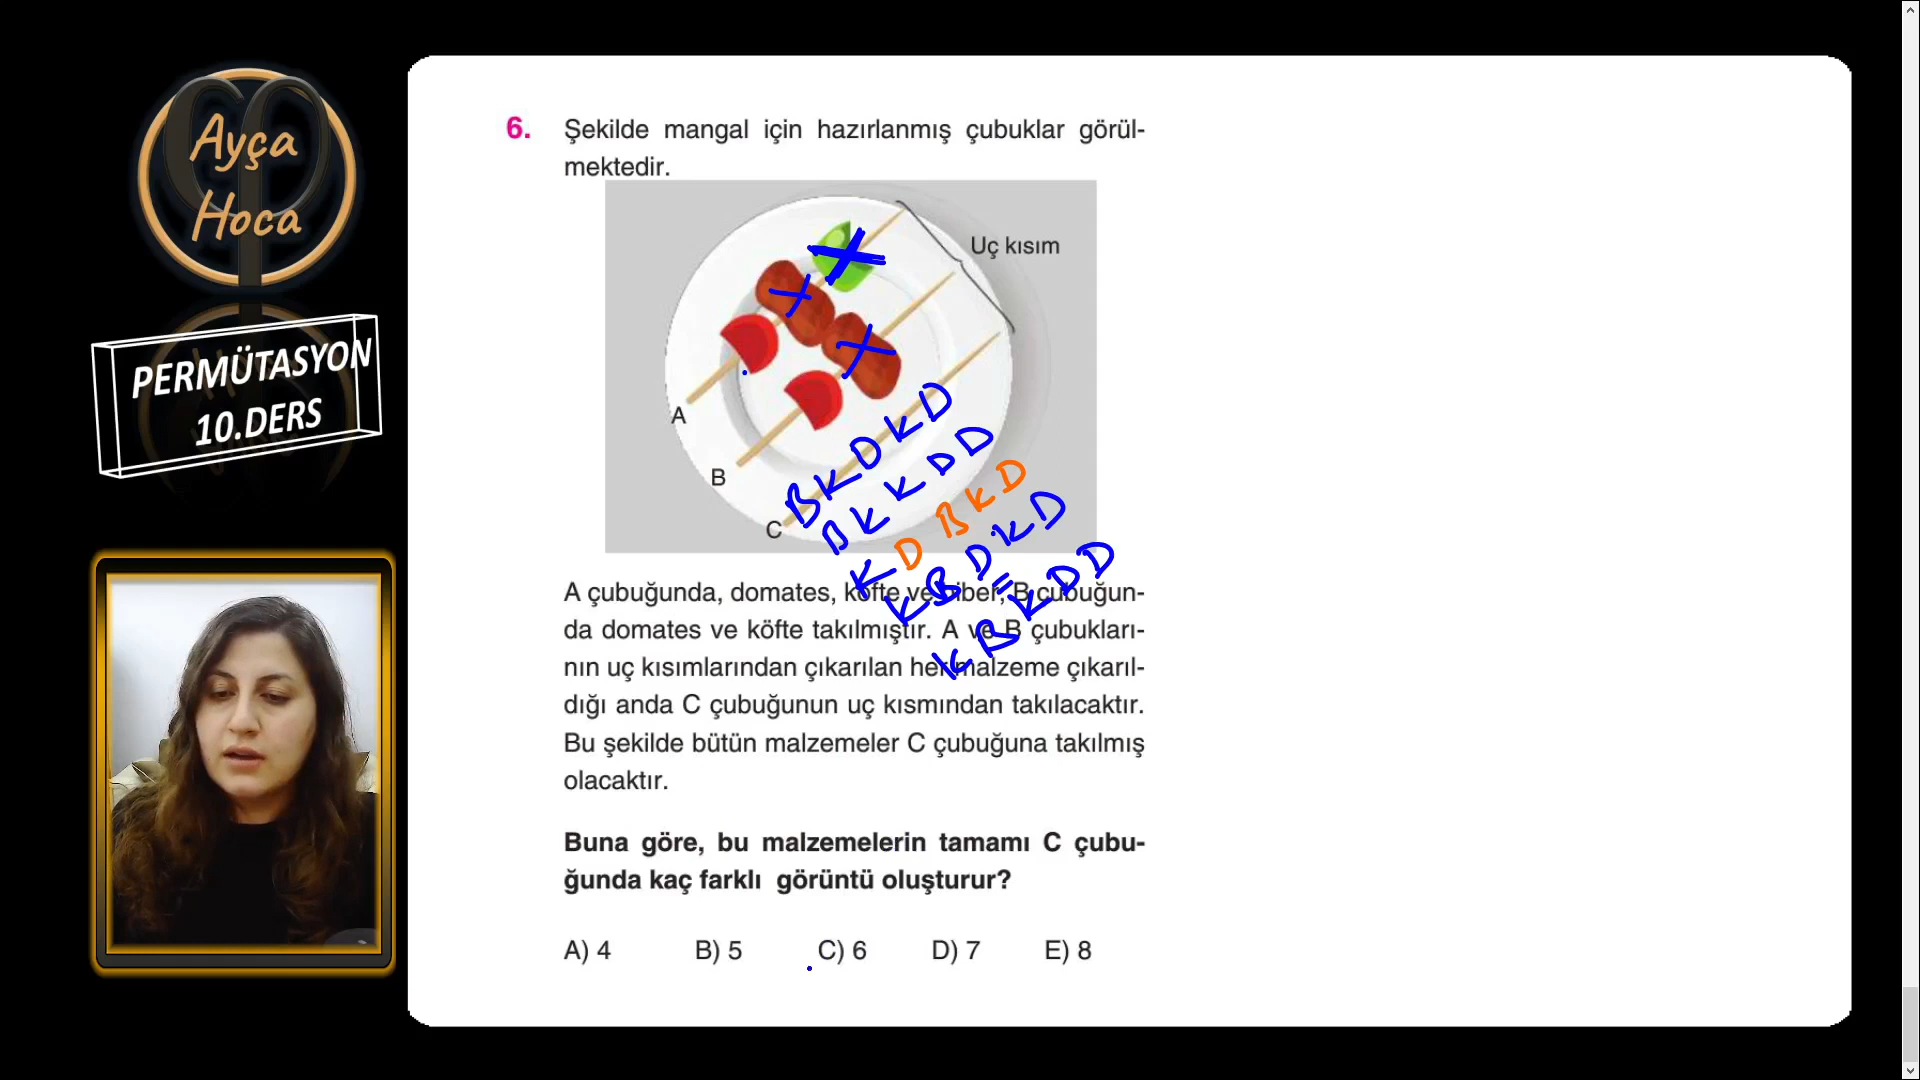 Ayça
Hoca
PERMÜTASYON
10.DERS
6. Şekilde mangal için hazırlanmış çubuklar görül-
mektedir.
Uç kısım
A
B
C
B K D K D
B K K D D
K D B K D
K B D K D
K B K D D
A çubuğunda, domates, köfte ve biber, B çubuğun-
da domates ve köfte takılmıştır. A ve B çubukları-
nın uç kısımlarından çıkarılan her malzeme çıkarıl-
dığı anda C çubuğunun uç kısmından takılacaktır.
Bu şekilde bütün malzemeler C çubuğuna takılmış
olacaktır.
Buna göre, bu malzemelerin tamamı C çubu-
ğunda kaç farklı görüntü oluşturur?
A) 4 B) 5 C) 6 D) 7 E) 8